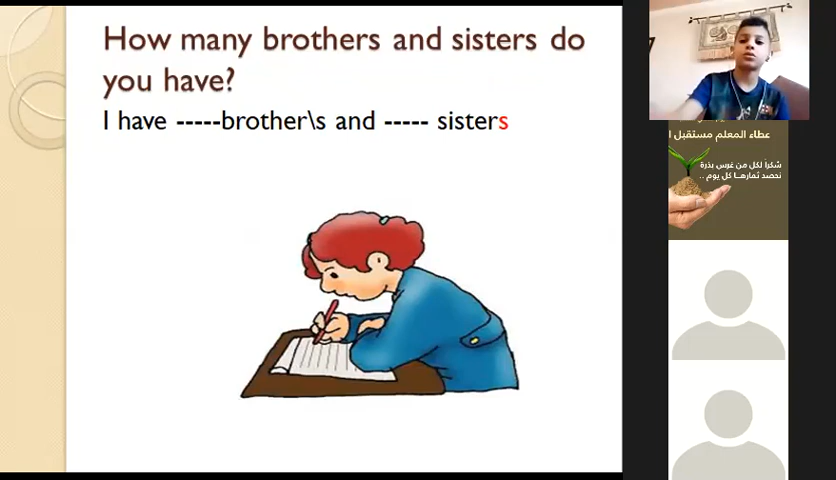 How many brothers and sisters do
you have?
I have -----brother\s and ----- sisters
عطاء المعلم مستقبل
شكراً لكل من غرس بذرة
نحصد ثمارهـا كل يوم ..